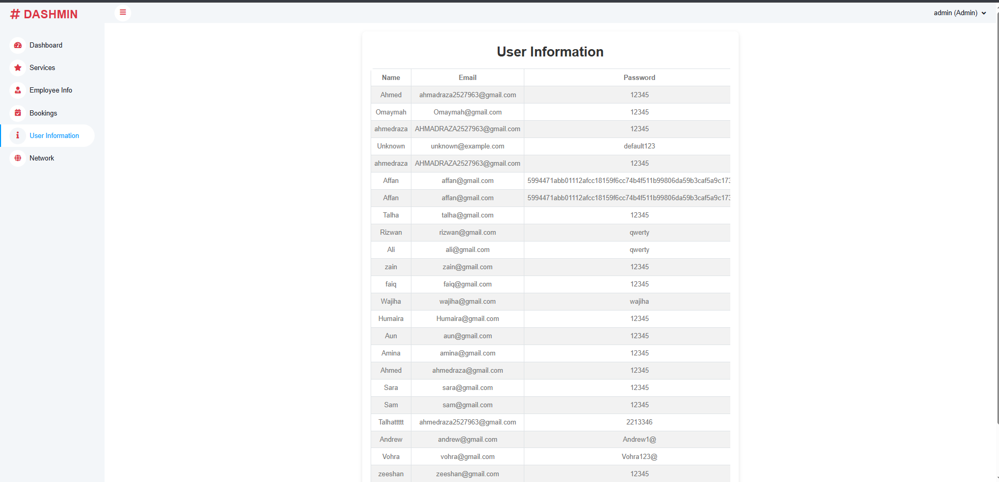 # DASHMIN
admin (Admin)
Dashboard
Services
Employee Info
Bookings
User Information
Network
User Information
Name Email Password
Ahmed ahmadraza2527963@gmail.com 12345
Omaymah Omaymah@gmail.com 12345
ahmedraza AHMADRAZA2527963@gmail.com 12345
Unknown unknown@example.com default123
ahmedraza AHMADRAZA2527963@gmail.com 12345
Affan affan@gmail.com 5994471abb01112afcc18159f6cc74b4f511b99806da59b3caf5a9c173
Affan affan@gmail.com 5994471abb01112afcc18159f6cc74b4f511b99806da59b3caf5a9c173
Talha talha@gmail.com 12345
Rizwan rizwan@gmail.com qwerty
Ali ali@gmail.com qwerty
zain zain@gmail.com 12345
faiq faiq@gmail.com 12345
Wajiha wajiha@gmail.com wajiha
Humaira Humaira@gmail.com 12345
Aun aun@gmail.com 12345
Amina amina@gmail.com 12345
Ahmed ahmedraza@gmail.com 12345
Sara sara@gmail.com 12345
Sam sam@gmail.com 12345
Talhattttt ahmedraza2527963@gmail.com 2213346
Andrew andrew@gmail.com Andrew1@
Vohra vohra@gmail.com Vohra123@
zeeshan zeeshan@gmail.com 12345